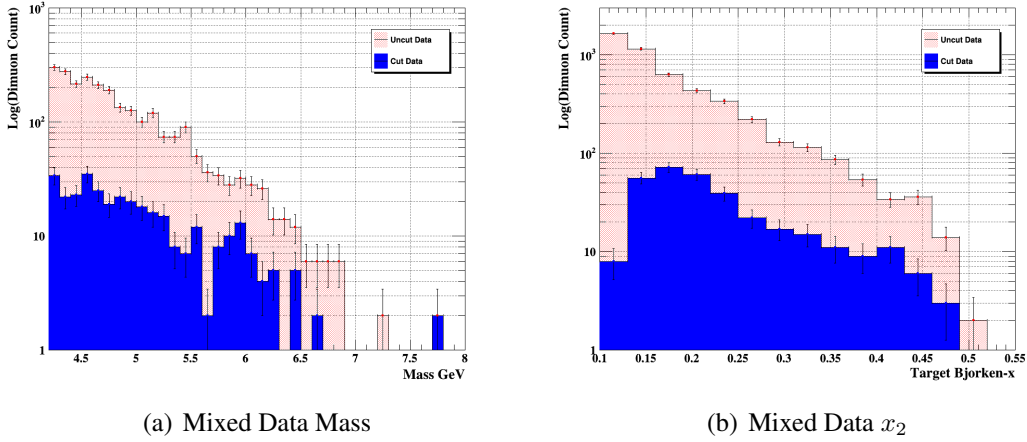 Log(Dimuon Count)
10³
10²
10
1
Uncut Data
Cut Data
4.5 5 5.5 6 6.5 7 7.5 8
Mass GeV
(a) Mixed Data Mass
Log(Dimuon Count)
10³
10²
10
1
Uncut Data
Cut Data
0.1 0.15 0.2 0.25 0.3 0.35 0.4 0.45 0.5 0.55
Target Bjorken-x
(b) Mixed Data x₂